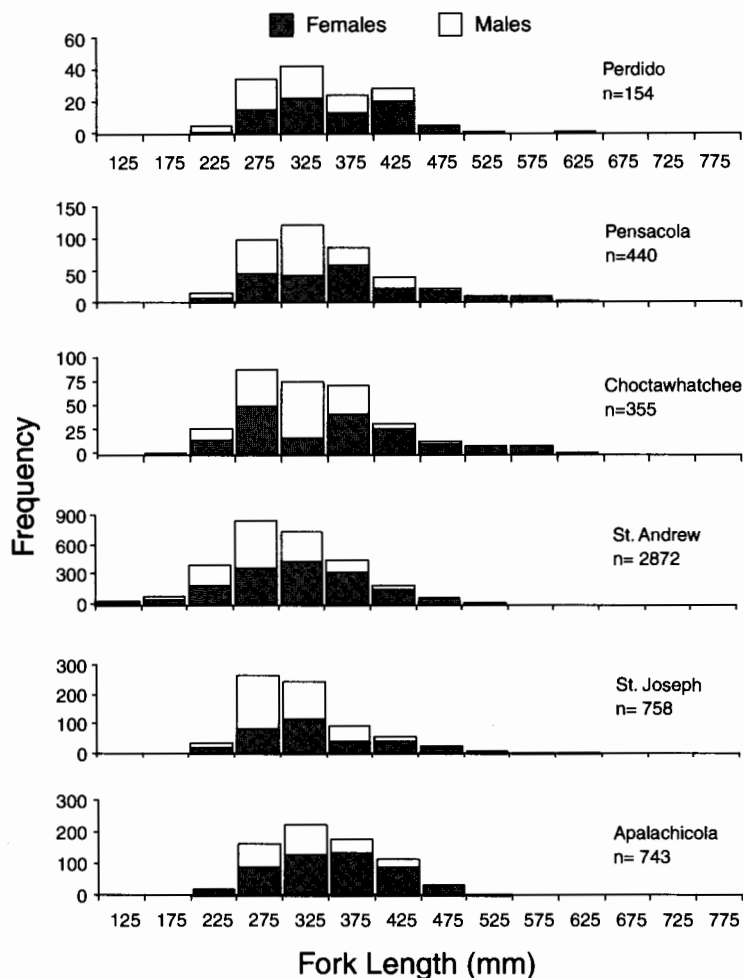 Females Males
60
40
20
0
Perdido
n=154
125 175 225 275 325 375 425 475 525 575 625 675 725 775
150
100
50
0
Pensacola
n=440
100
75
50
25
0
Choctawhatchee
n=355
900
600
300
0
St. Andrew
n= 2872
300
200
100
0
St. Joseph
n= 758
300
200
100
0
Apalachicola
n= 743
125 175 225 275 325 375 425 475 525 575 625 675 725 775
Frequency
Fork Length (mm)